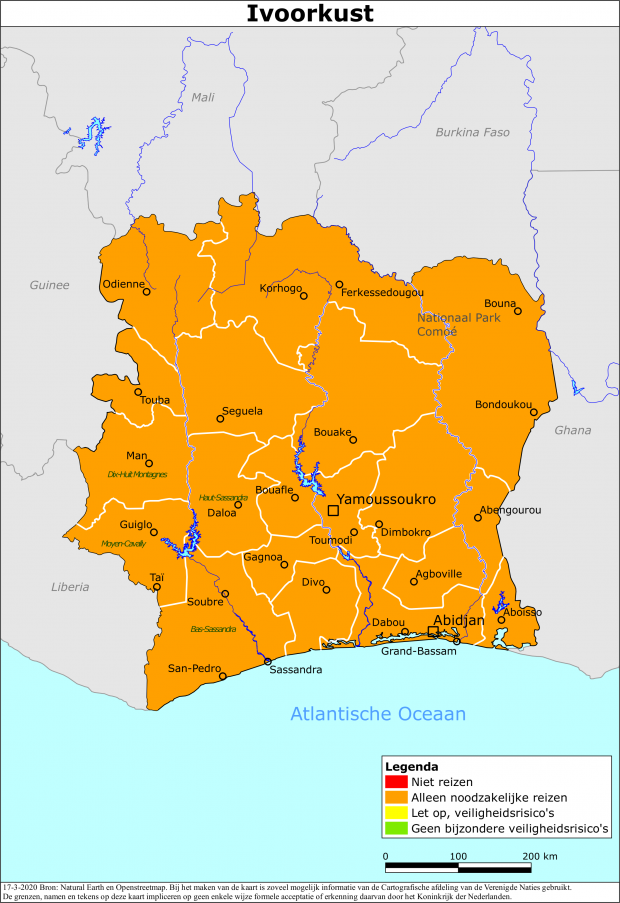 Ivoorkust
Mali
Burkina Faso
Guinee
Odienne
Korhogo
Ferkessedougou
Bouna
Nationaal Park
Comoé
Touba
Seguela
Bondoukou
Ghana
Bouake
Man
Dix-Huit Montagnes
Haut-Sassandra
Bouafle
Yamoussoukro
Daloa
Abengourou
Guiglo
Dimbokro
Toumodi
Moyen-Cavally
Gagnoa
Liberia
Taï
Divo
Agboville
Soubre
Bas-Sassandra
Dabou
Abidjan
Aboisso
Grand-Bassam
San-Pedro
Sassandra
Atlantische Oceaan
Legenda
Niet reizen
Alleen noodzakelijke reizen
Let op, veiligheidsrisico's
Geen bijzondere veiligheidsrisico's
0 100 200 km
17-3-2020 Bron: Natural Earth en Openstreetmap. Bij het maken van de kaart is zoveel mogelijk informatie van de Cartografische afdeling van de Verenigde Naties gebruikt.
De grenzen, namen en tekens op deze kaart impliceren op geen enkele wijze formele acceptatie of erkenning daarvan door het Koninkrijk der Nederlanden.